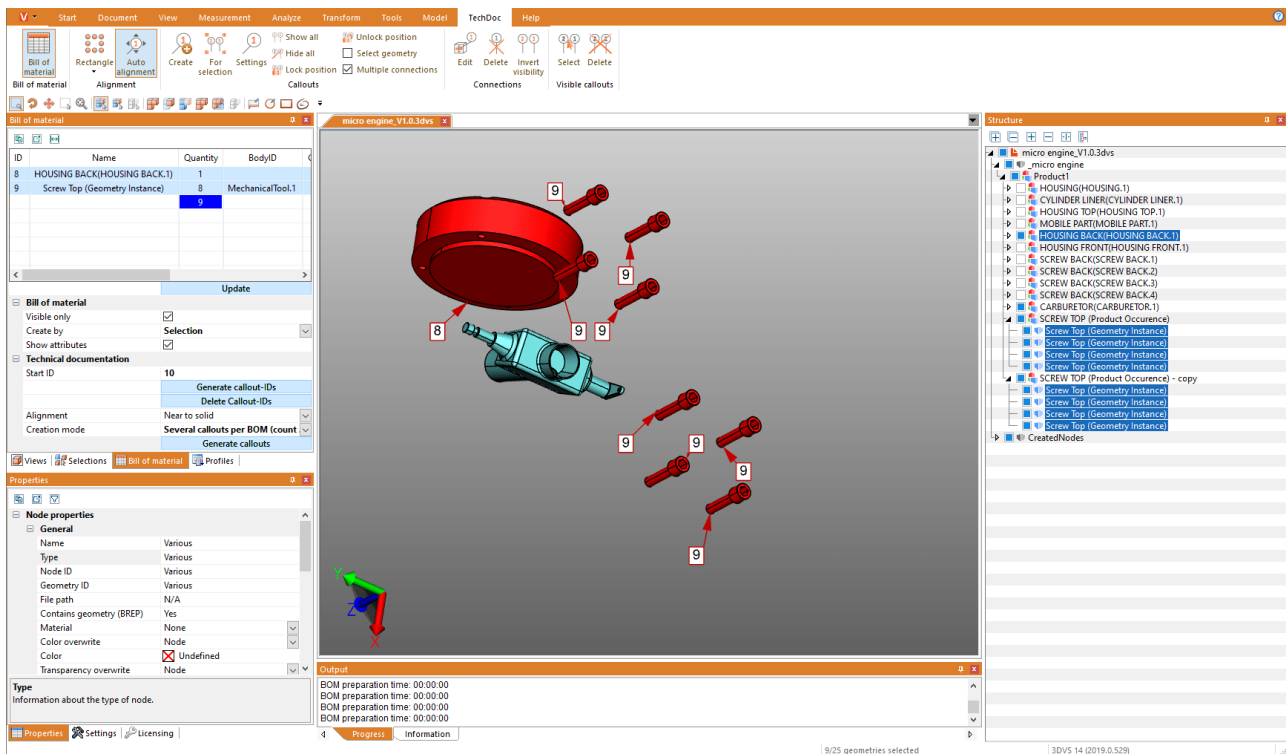 V Start Document View Measurement Analyze Transform Tools Model TechDoc Help
Bill of material
Rectangle
Auto alignment
Create
For selection
Settings
Show all
Hide all
Lock position
Unlock position
Select geometry
Multiple connections
Edit
Delete
Invert visibility
Select
Delete
Bill of material Alignment Callouts Connections Visible callouts
Bill of material
ID Name Quantity BodyID
8 HOUSING BACK(HOUSING BACK.1) 1
9 Screw Top (Geometry Instance) 8 MechanicalTool.1
9
Update
Bill of material
Visible only
Create by Selection
Show attributes
Technical documentation
Start ID 10
Generate callout-IDs
Delete Callout-IDs
Alignment Near to solid
Creation mode Several callouts per BOM (count
Generate callouts
Views Selections Bill of material Profiles
Properties
Node properties
General
Name Various
Type Various
Node ID Various
Geometry ID Various
File path N/A
Contains geometry (BREP) Yes
Material None
Color overwrite Node
Color Undefined
Transparency overwrite Node
Type
Information about the type of node.
Properties Settings Licensing
micro engine_V1.0.3dvs
9
9
9
9
8
9
9
9
9
Y
Z
X
Output
BOM preparation time: 00:00:00
BOM preparation time: 00:00:00
BOM preparation time: 00:00:00
BOM preparation time: 00:00:00
Progress Information
Structure
micro engine_V1.0.3dvs
_micro engine
Product1
HOUSING(HOUSING.1)
CYLINDER LINER(CYLINDER LINER.1)
HOUSING TOP(HOUSING TOP.1)
MOBILE PART(MOBILE PART.1)
HOUSING BACK(HOUSING BACK.1)
HOUSING FRONT(HOUSING FRONT.1)
SCREW BACK(SCREW BACK.1)
SCREW BACK(SCREW BACK.2)
SCREW BACK(SCREW BACK.3)
SCREW BACK(SCREW BACK.4)
CARBURETOR(CARBURETOR.1)
SCREW TOP (Product Occurence)
Screw Top (Geometry Instance)
Screw Top (Geometry Instance)
Screw Top (Geometry Instance)
Screw Top (Geometry Instance)
SCREW TOP (Product Occurence) - copy
Screw Top (Geometry Instance)
Screw Top (Geometry Instance)
Screw Top (Geometry Instance)
Screw Top (Geometry Instance)
CreatedNodes
9/25 geometries selected
3DVS 14 (2019.0.529)